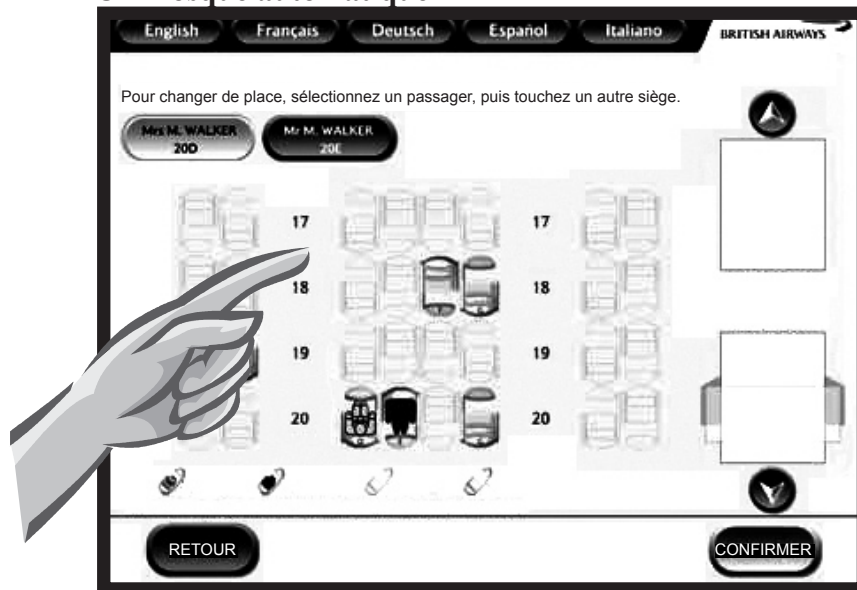 English Français Deutsch Español Italiano BRITISH AIRWAYS
Pour changer de place, sélectionnez un passager, puis touchez un autre siège.
Mrs M. WALKER Mr M. WALKER
20D 20E
17 17
18 18
19 19
20 20
RETOUR CONFIRMER